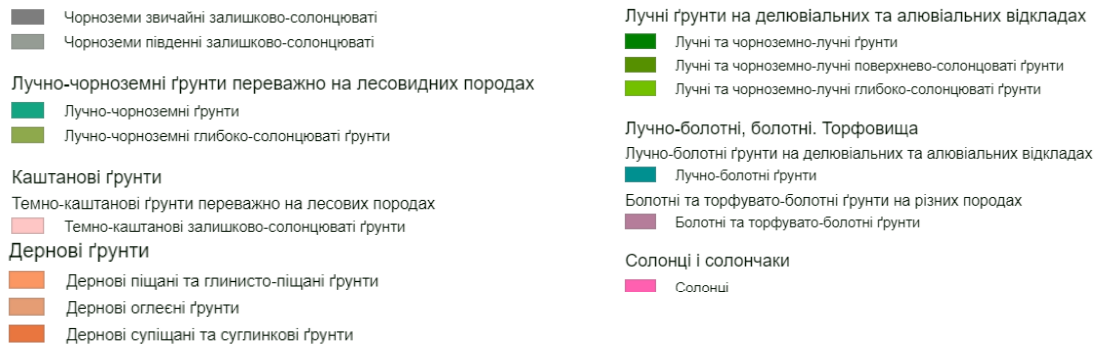 Чорноземи звичайні залишково-солонцюваті
Чорноземи південні залишково-солонцюваті
Лучно-чорноземні ґрунти переважно на лесовидних породах
Лучно-чорноземні ґрунти
Лучно-чорноземні глибоко-солонцюваті ґрунти
Каштанові ґрунти
Темно-каштанові ґрунти переважно на лесових породах
Темно-каштанові залишково-солонцюваті ґрунти
Дернові ґрунти
Дернові піщані та глинисто-піщані ґрунти
Дернові оглеєні ґрунти
Дернові супіщані та суглинкові ґрунти
Лучні ґрунти на делювіальних та алювіальних відкладах
Лучні та чорноземно-лучні ґрунти
Лучні та чорноземно-лучні поверхнево-солонцюваті ґрунти
Лучні та чорноземно-лучні глибоко-солонцюваті ґрунти
Лучно-болотні, болотні. Торфовища
Лучно-болотні ґрунти на делювіальних та алювіальних відкладах
Лучно-болотні ґрунти
Болотні та торфувато-болотні ґрунти на різних породах
Болотні та торфувато-болотні ґрунти
Солонці і солончаки
Солонці